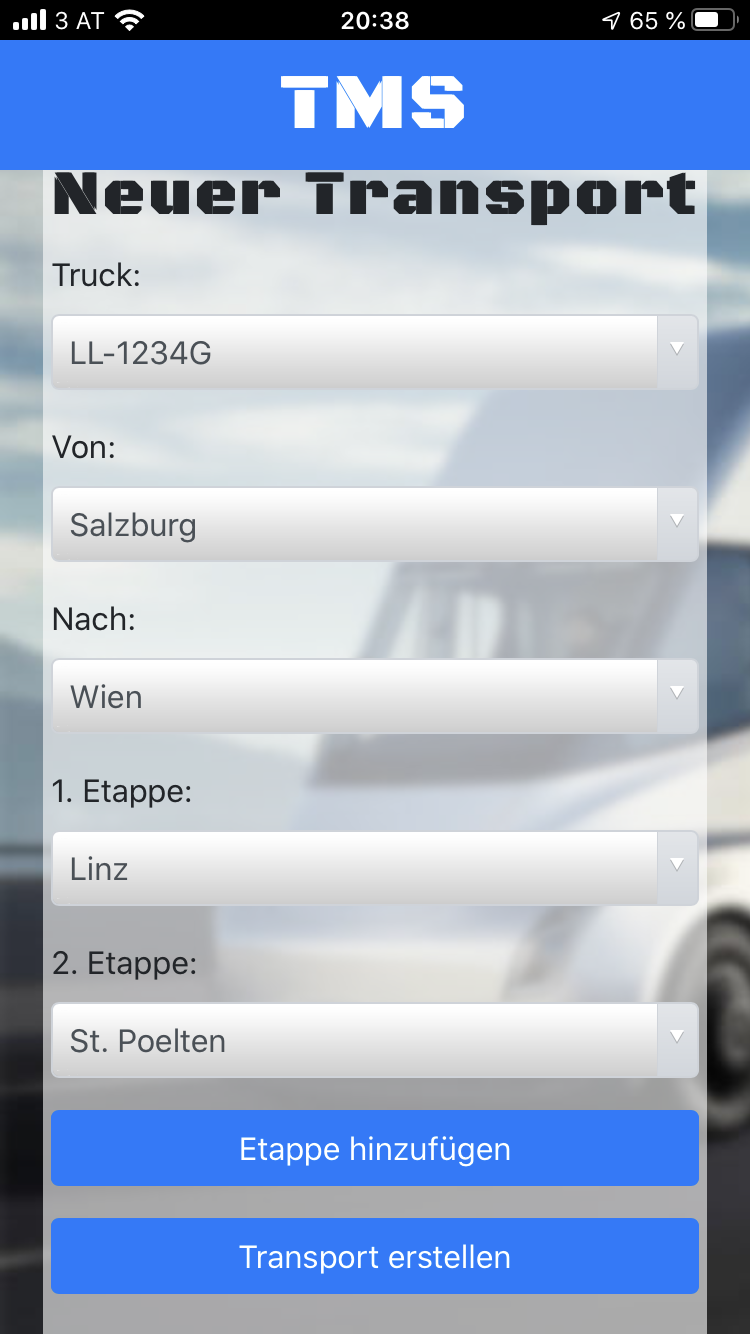 3 AT 20:38 65 %
TMS
Neuer Transport
Truck:
LL-1234G
Von:
Salzburg
Nach:
Wien
1. Etappe:
Linz
2. Etappe:
St. Poelten
Etappe hinzufügen
Transport erstellen